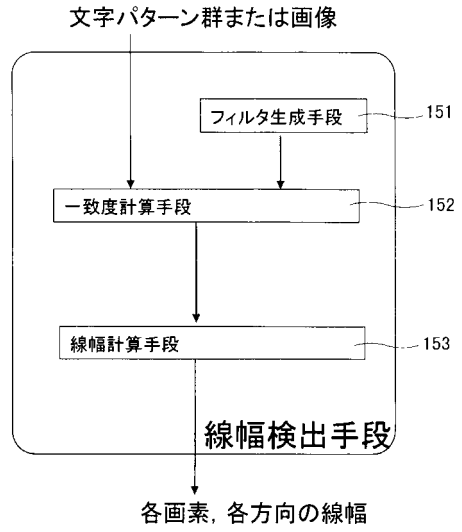 文字パターン群または画像
フィルタ生成手段 151
一致度計算手段 152
線幅計算手段 153
線幅検出手段
各画素，各方向の線幅